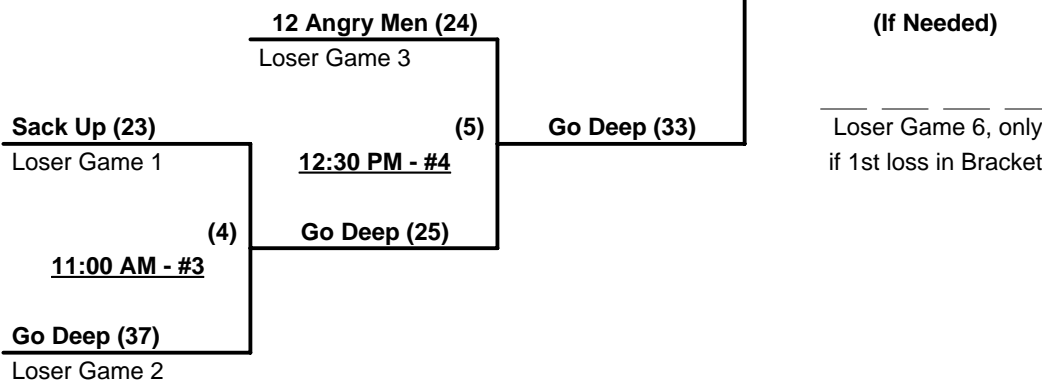 12 Angry Men (24)
(If Needed)
Loser Game 3
Sack Up (23)
(5)
Go Deep (33)
Loser Game 6, only
Loser Game 1
12:30 PM - #4
if 1st loss in Bracket
(4)
Go Deep (25)
11:00 AM - #3
Go Deep (37)
Loser Game 2